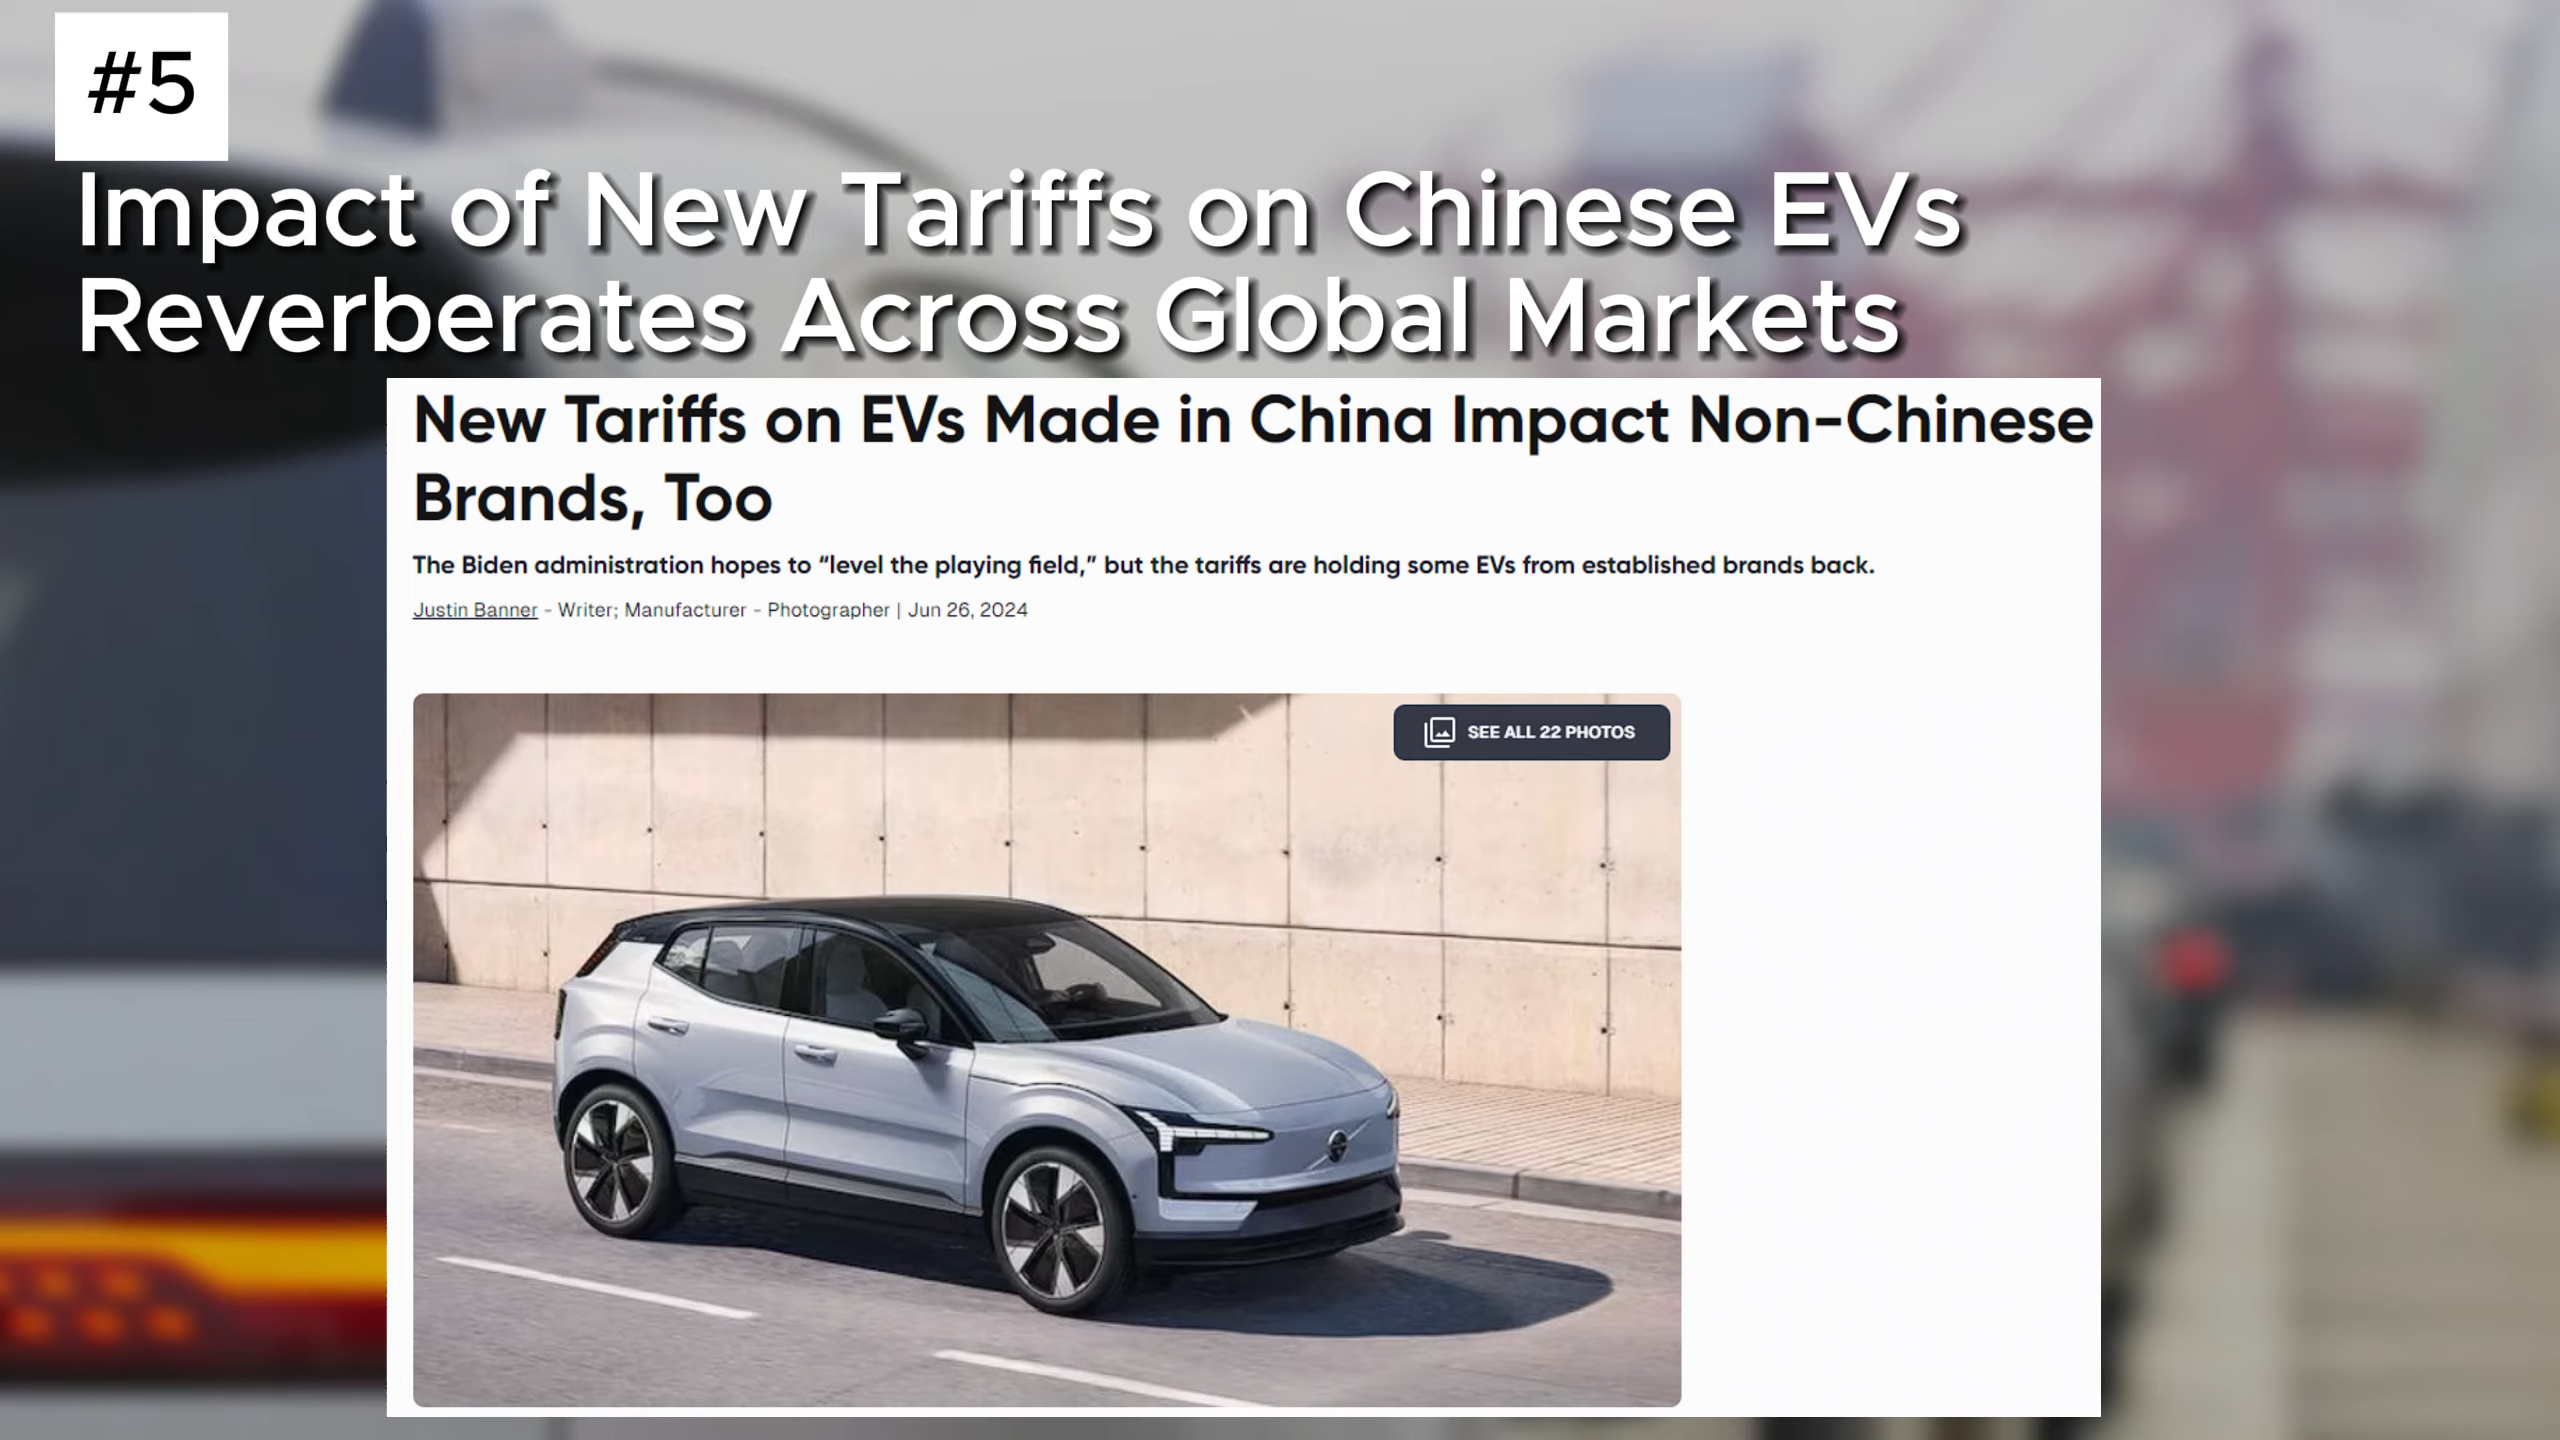 #5
Impact of New Tariffs on Chinese EVs
Reverberates Across Global Markets
New Tariffs on EVs Made in China Impact Non-Chinese
Brands, Too
The Biden administration hopes to “level the playing field,” but the tariffs are holding some EVs from established brands back.
Justin Banner - Writer; Manufacturer - Photographer | Jun 26, 2024
SEE ALL 22 PHOTOS